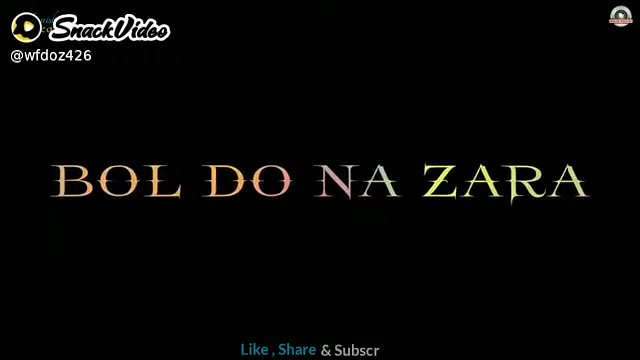 SnackVideo
@wfdoz426
BOL DO NA ZARA
Like , Share & Subscr